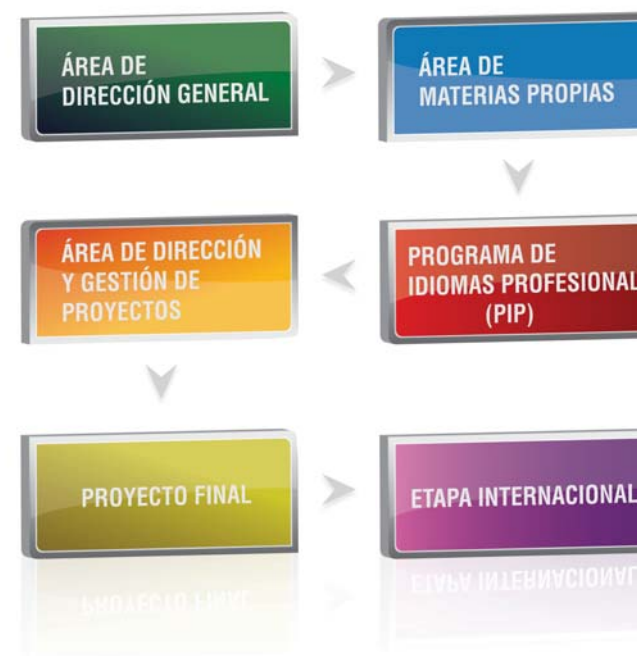 ÁREA DE
DIRECCIÓN GENERAL
ÁREA DE
MATERIAS PROPIAS
PROGRAMA DE
IDIOMAS PROFESIONAL
(PIP)
ÁREA DE DIRECCIÓN
Y GESTIÓN DE
PROYECTOS
PROYECTO FINAL
ETAPA INTERNACIONAL